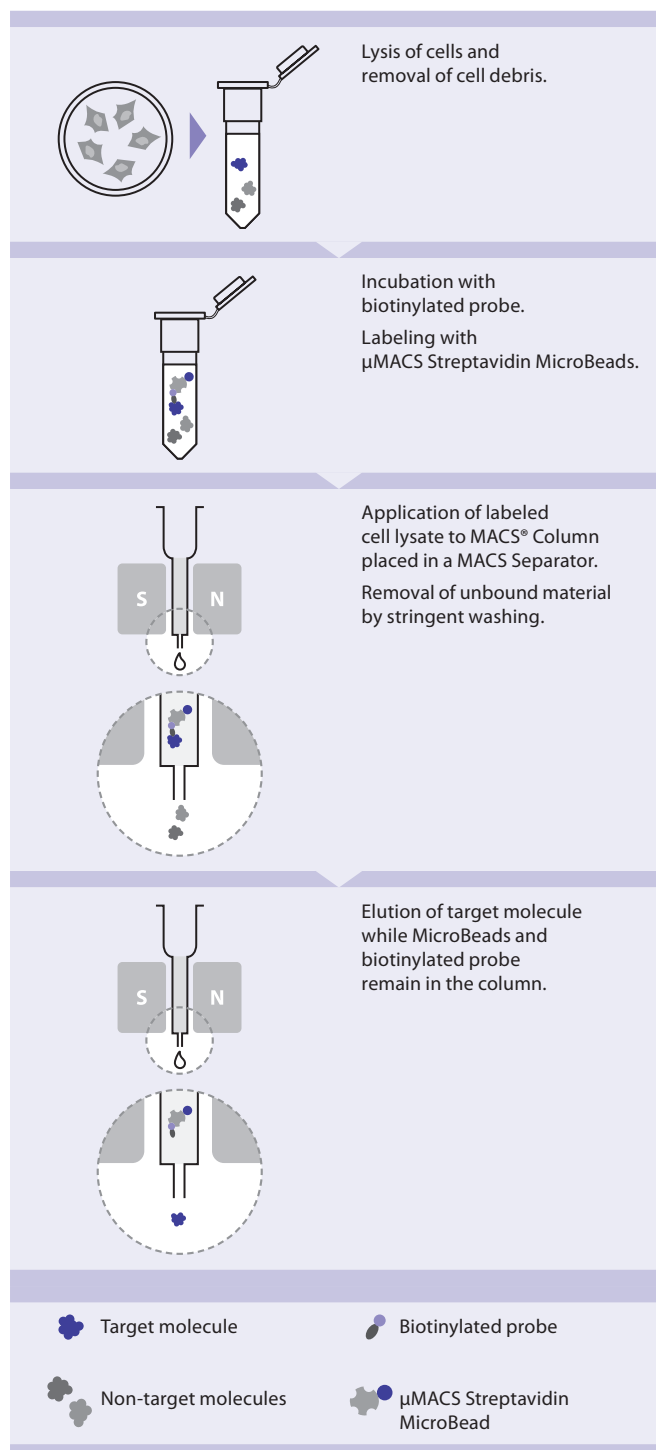 Lysis of cells and
removal of cell debris.
Incubation with
biotinylated probe.
Labeling with
µMACS Streptavidin MicroBeads.
Application of labeled
cell lysate to MACS® Column
placed in a MACS Separator.
Removal of unbound material
by stringent washing.
S N
Elution of target molecule
while MicroBeads and
biotinylated probe
remain in the column.
S N
Target molecule
Biotinylated probe
Non-target molecules
µMACS Streptavidin
MicroBead